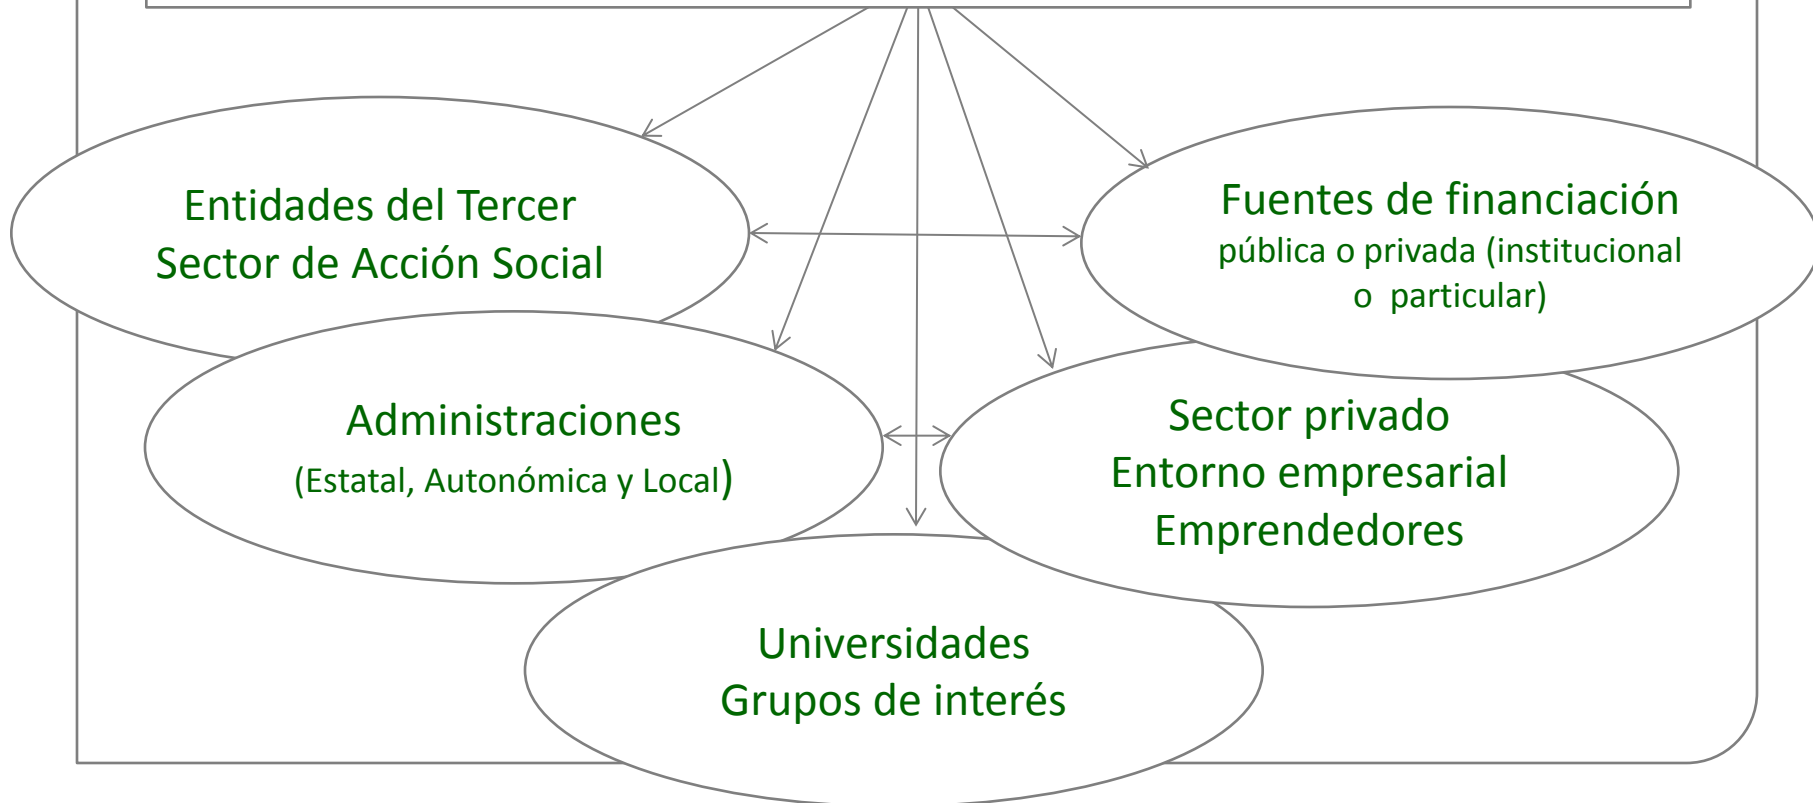 Entidades del Tercer
Sector de Acción Social
Fuentes de financiación
pública o privada (institucional
o particular)
Administraciones
(Estatal, Autonómica y Local)
Sector privado
Entorno empresarial
Emprendedores
Universidades
Grupos de interés